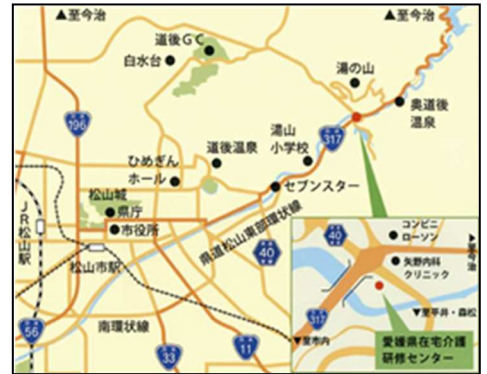 ▲至今治
▲至今治
道後GC
白水台
湯の山
奥道後
温泉
196
317
湯山
小学校
道後温泉
ひめぎん
ホール
セブンスター
松山城
県庁
市役所
JR松山駅
松山市駅
県道松山東部環状線
40
南環状線
56
33
11
コンビニ
ローソン
40
▲至今治
矢野内科
クリニック
317
▼至市内
▼至平井・森松
愛媛県在宅介護
研修センター